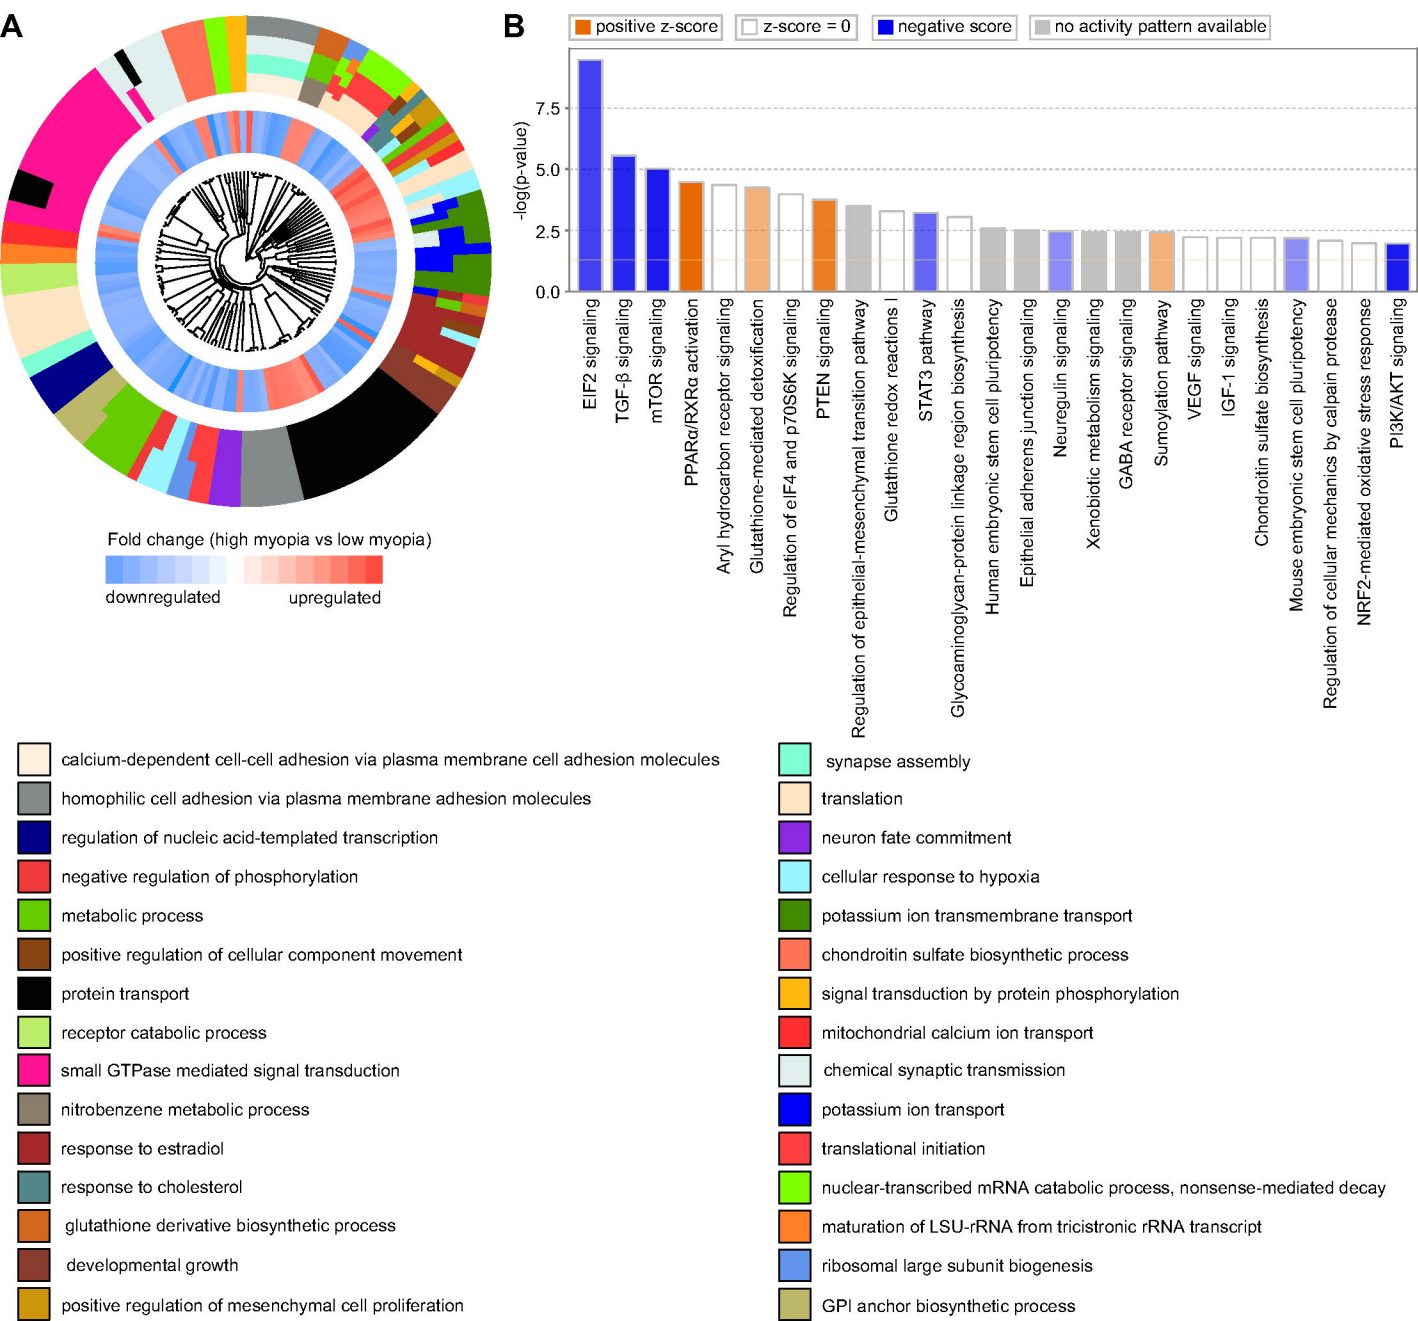 A
B
positive z-score
z-score = 0
negative score
no activity pattern available
-log(p-value)
7.5
5.0
2.5
0.0
EIF2 signaling
TGF-β signaling
mTOR signaling
PPARα/RXRα activation
Aryl hydrocarbon receptor signaling
Glutathione-mediated detoxification
Regulation of eIF4 and p70S6K signaling
PTEN signaling
Regulation of epithelial-mesenchymal transition pathway
Glutathione redox reactions I
STAT3 pathway
Glycoaminoglycan-protein linkage region biosynthesis
Human embryonic stem cell pluripotency
Epithelial adherens junction signaling
Neuregulin signaling
Xenobiotic metabolism signaling
GABA receptor signaling
Sumoylation pathway
VEGF signaling
IGF-1 signaling
Chondroitin sulfate biosynthesis
Mouse embryonic stem cell pluripotency
Regulation of cellular mechanics by calpain protease
NRF2-mediated oxidative stress response
PI3K/AKT signaling
Fold change (high myopia vs low myopia)
downregulated
upregulated
calcium-dependent cell-cell adhesion via plasma membrane cell adhesion molecules
homophilic cell adhesion via plasma membrane adhesion molecules
regulation of nucleic acid-templated transcription
negative regulation of phosphorylation
metabolic process
positive regulation of cellular component movement
protein transport
receptor catabolic process
small GTPase mediated signal transduction
nitrobenzene metabolic process
response to estradiol
response to cholesterol
glutathione derivative biosynthetic process
developmental growth
positive regulation of mesenchymal cell proliferation
synapse assembly
translation
neuron fate commitment
cellular response to hypoxia
potassium ion transmembrane transport
chondroitin sulfate biosynthetic process
signal transduction by protein phosphorylation
mitochondrial calcium ion transport
chemical synaptic transmission
potassium ion transport
translational initiation
nuclear-transcribed mRNA catabolic process, nonsense-mediated decay
maturation of LSU-rRNA from tricistronic rRNA transcript
ribosomal large subunit biogenesis
GPI anchor biosynthetic process